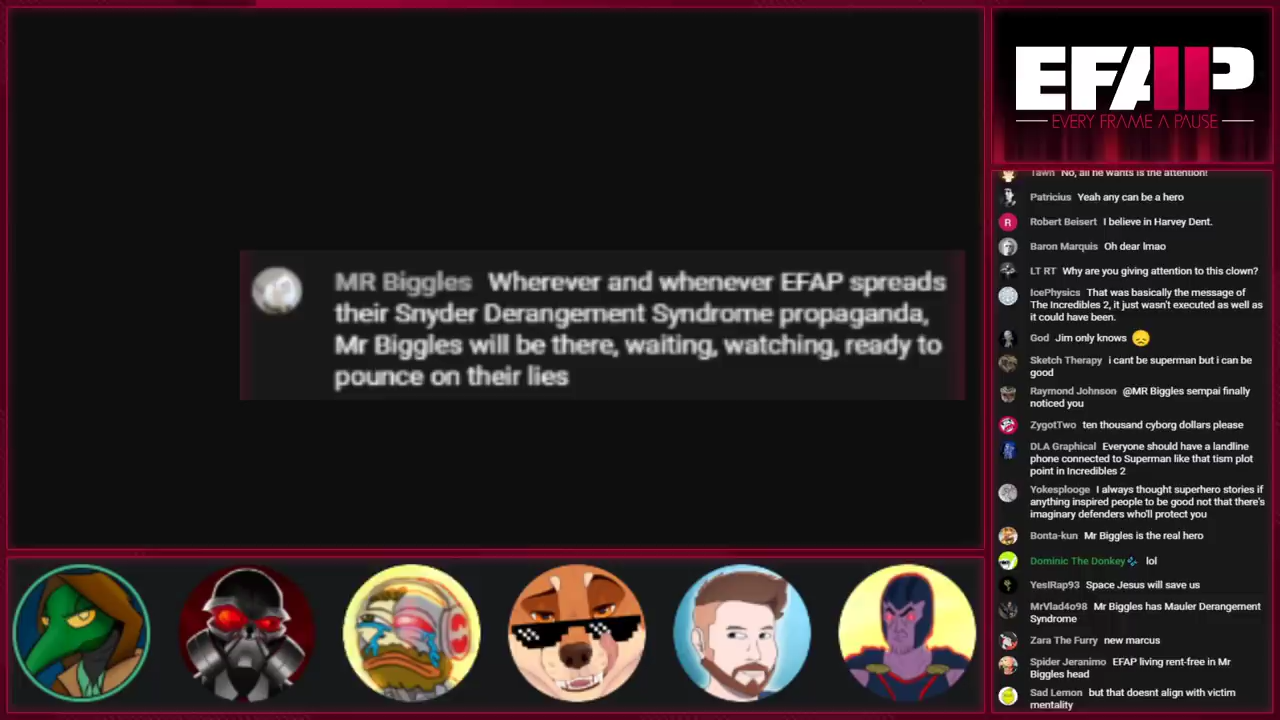 MR Biggles Wherever and whenever EFAP spreads
their Snyder Derangement Syndrome propaganda,
Mr Biggles will be there, waiting, watching, ready to
pounce on their lies
EFAP
EVERY FRAME A PAUSE
Tawn No, all he wants is the attention!
Patricius Yeah any can be a hero
R Robert Beisert I believe in Harvey Dent.
Baron Marquis Oh dear lmao
LT RT Why are you giving attention to this clown?
IcePhysics That was basically the message of
The Incredibles 2, it just wasn't executed as well as
it could have been.
God Jim only knows 😞
Sketch Therapy i cant be superman but i can be
good
Raymond Johnson @MR Biggles sempai finally
noticed you
ZygotTwo ten thousand cyborg dollars please
DLA Graphical Everyone should have a landline
phone connected to Superman like that tism plot
point in Incredibles 2
Yokesplooge I always thought superhero stories if
anything inspired people to be good not that there's
imaginary defenders who'll protect you
Bonta-kun Mr Biggles is the real hero
Dominic The Donkey lol
YesIRap93 Space Jesus will save us
MrVlad4o98 Mr Biggles has Mauler Derangement
Syndrome
Zara The Furry new marcus
Spider Jeranimo EFAP living rent-free in Mr
Biggles head
Sad Lemon but that doesnt align with victim
mentality